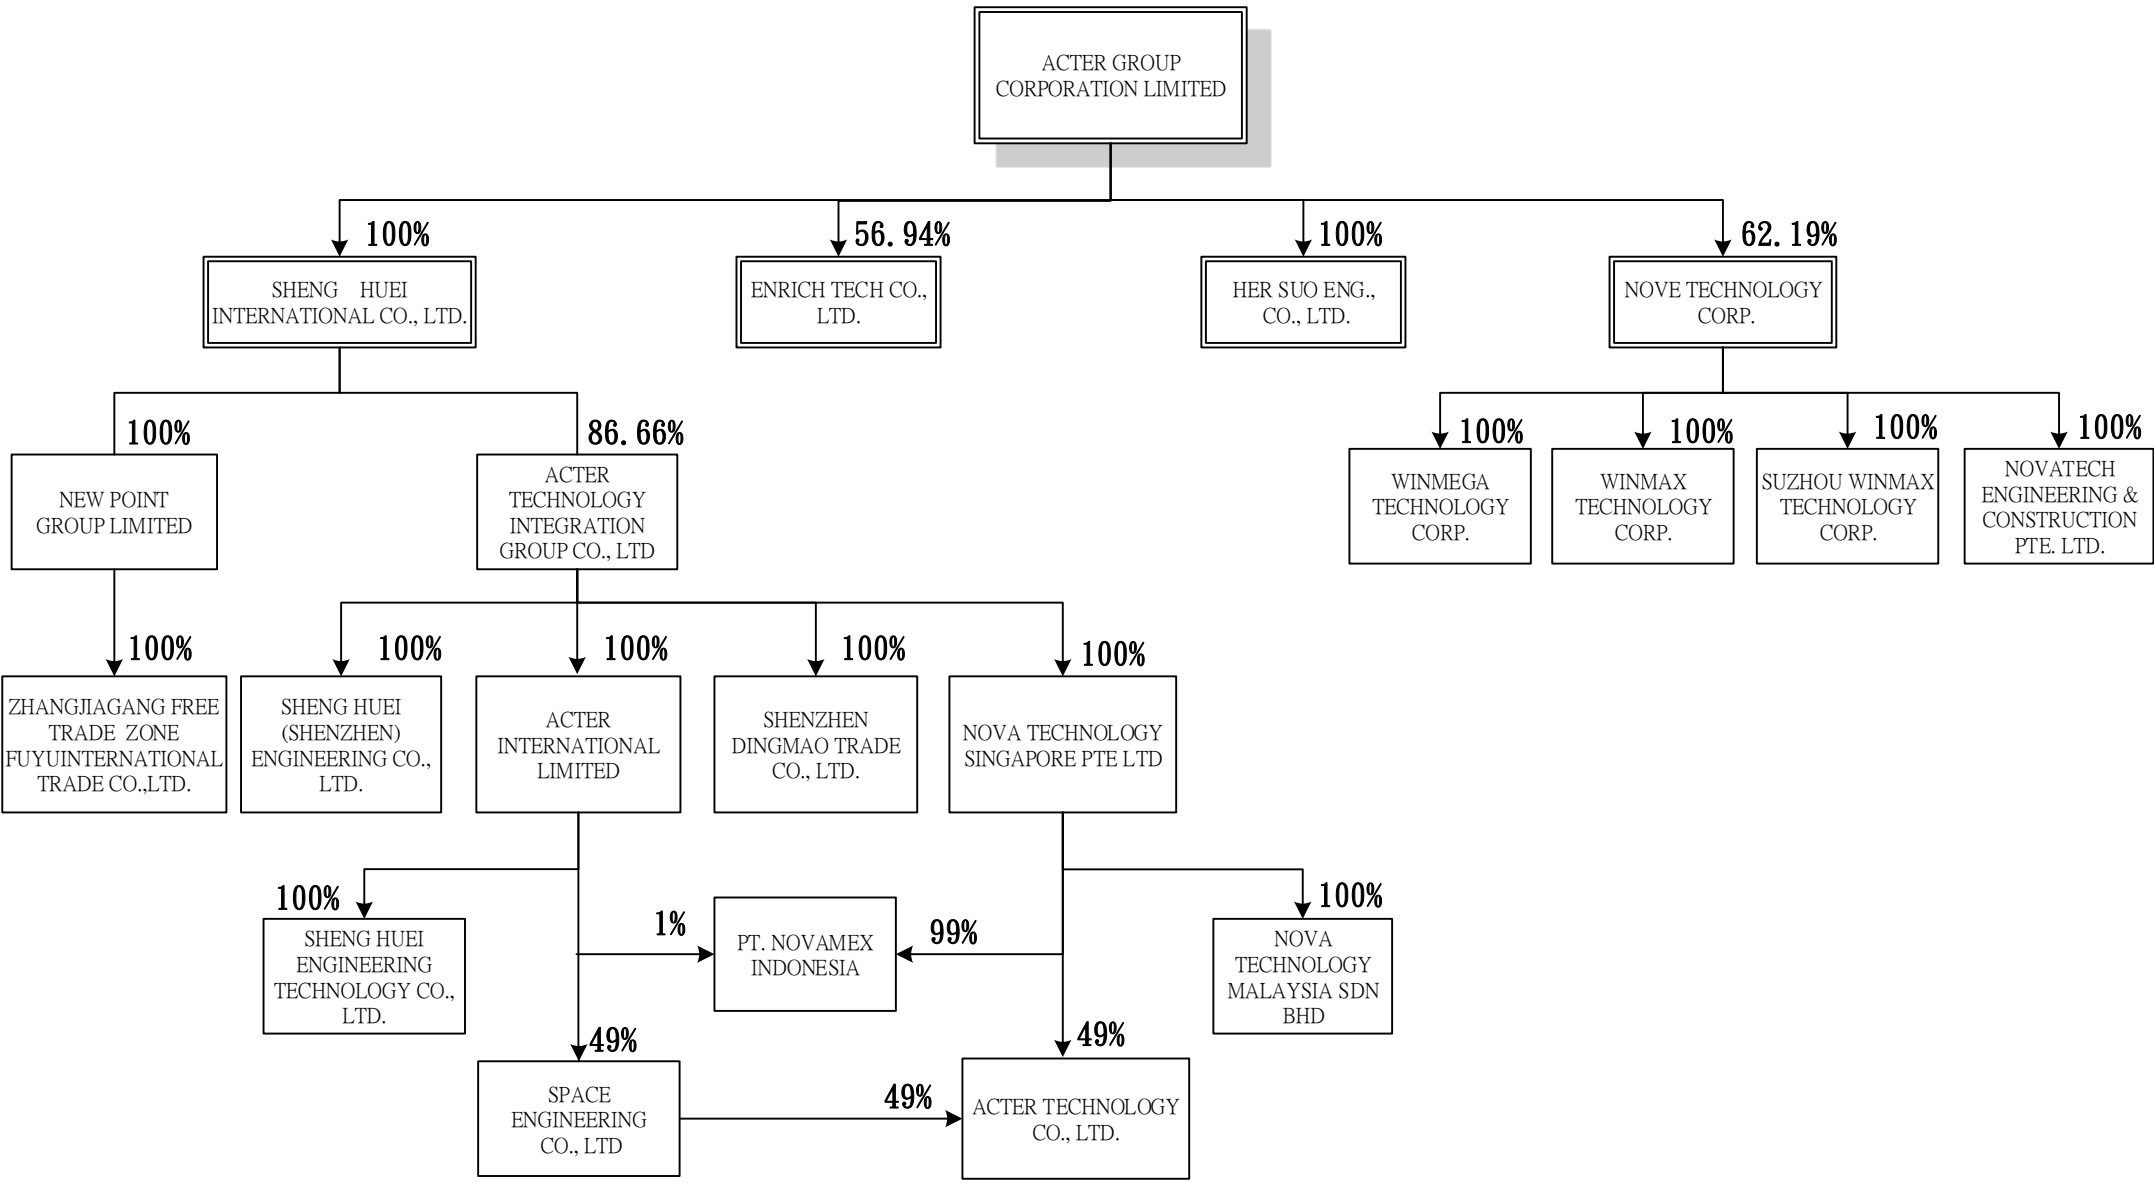 ACTER GROUP
CORPORATION LIMITED
100%
56.94%
100%
62.19%
SHENG HUEI
INTERNATIONAL CO., LTD.
ENRICH TECH CO.,
LTD.
HER SUO ENG.,
CO., LTD.
NOVE TECHNOLOGY
CORP.
100%
86.66%
100%
100%
100%
100%
NEW POINT
GROUP LIMITED
ACTER
TECHNOLOGY
INTEGRATION
GROUP CO., LTD
WINMEGA
TECHNOLOGY
CORP.
WINMAX
TECHNOLOGY
CORP.
SUZHOU WINMAX
TECHNOLOGY
CORP.
NOVATECH
ENGINEERING &
CONSTRUCTION
PTE. LTD.
100%
100%
100%
100%
100%
ZHANGJIAGANG FREE
TRADE ZONE
FUYUINTERNATIONAL
TRADE CO.,LTD.
SHENG HUEI
(SHENZHEN)
ENGINEERING CO.,
LTD.
ACTER
INTERNATIONAL
LIMITED
SHENZHEN
DINGMAO TRADE
CO., LTD.
NOVA TECHNOLOGY
SINGAPORE PTE LTD
100%
1%
99%
100%
SHENG HUEI
ENGINEERING
TECHNOLOGY CO.,
LTD.
PT. NOVAMEX
INDONESIA
NOVA
TECHNOLOGY
MALAYSIA SDN
BHD
49%
49%
SPACE
ENGINEERING
CO., LTD
49%
ACTER TECHNOLOGY
CO., LTD.